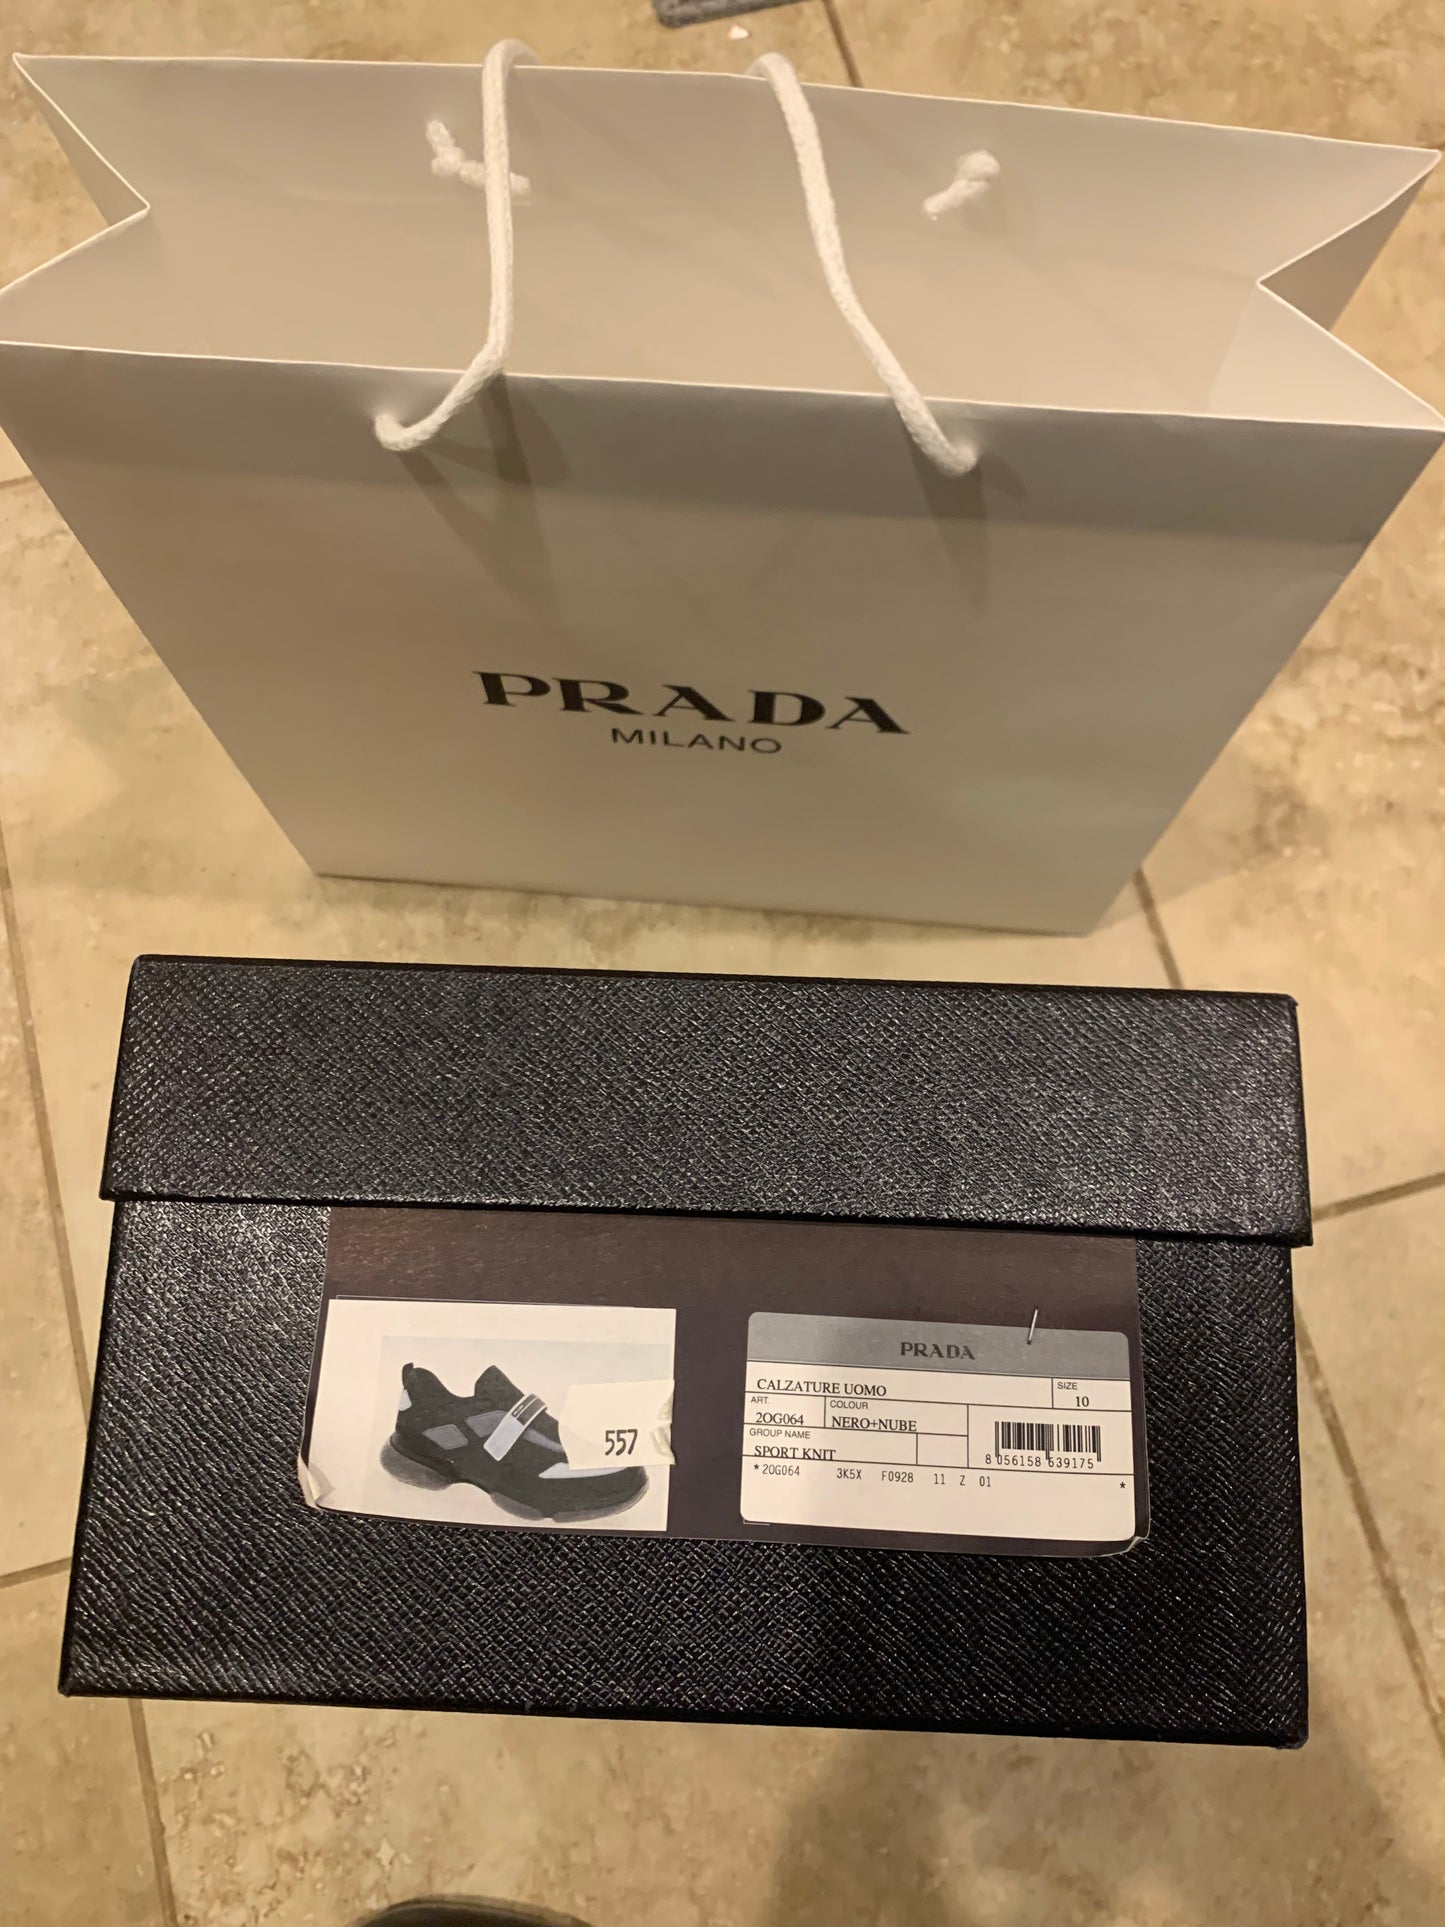 PRADA
MILANO
557
PRADA
CALZATURE UOMO
SIZE
10
ART.
2OG064
COLOUR
NERO+NUBE
GROUP NAME
SPORT KNIT
*2OG064 3K5X F0928 11 Z 01 *
8 056158 539175